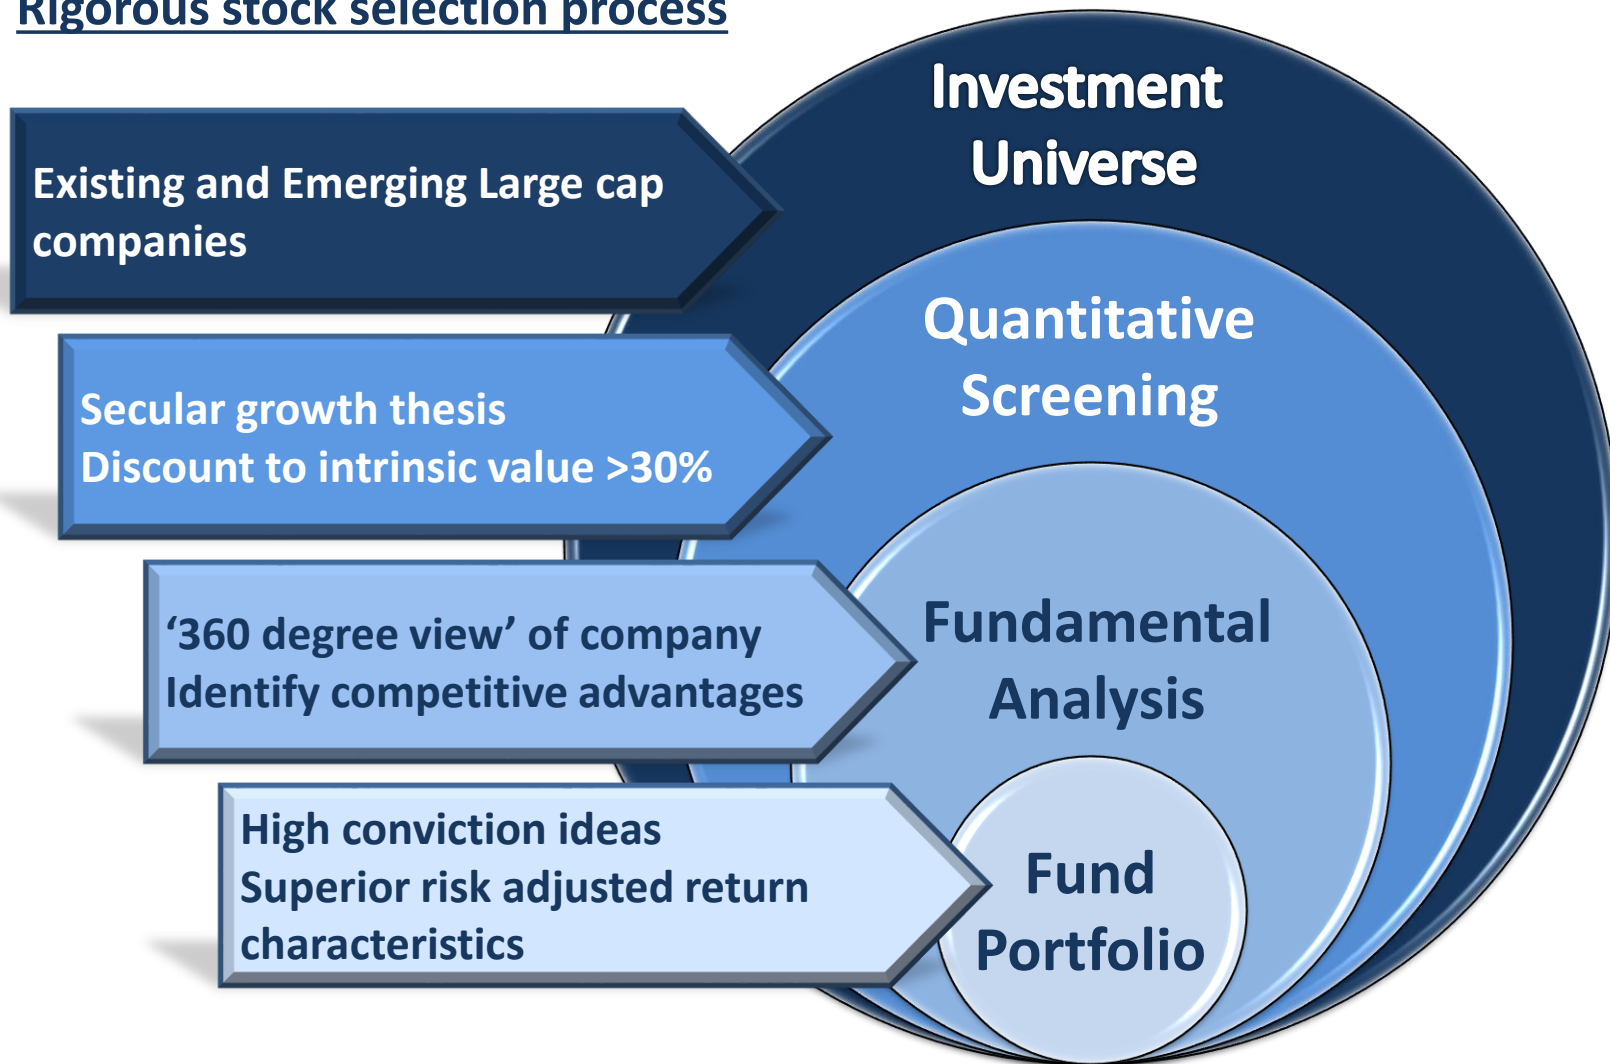 Rigorous stock selection process
Investment
Universe
Existing and Emerging Large cap
companies
Quantitative
Screening
Secular growth thesis
Discount to intrinsic value >30%
Fundamental
Analysis
‘360 degree view’ of company
Identify competitive advantages
High conviction ideas
Superior risk adjusted return
characteristics
Fund
Portfolio